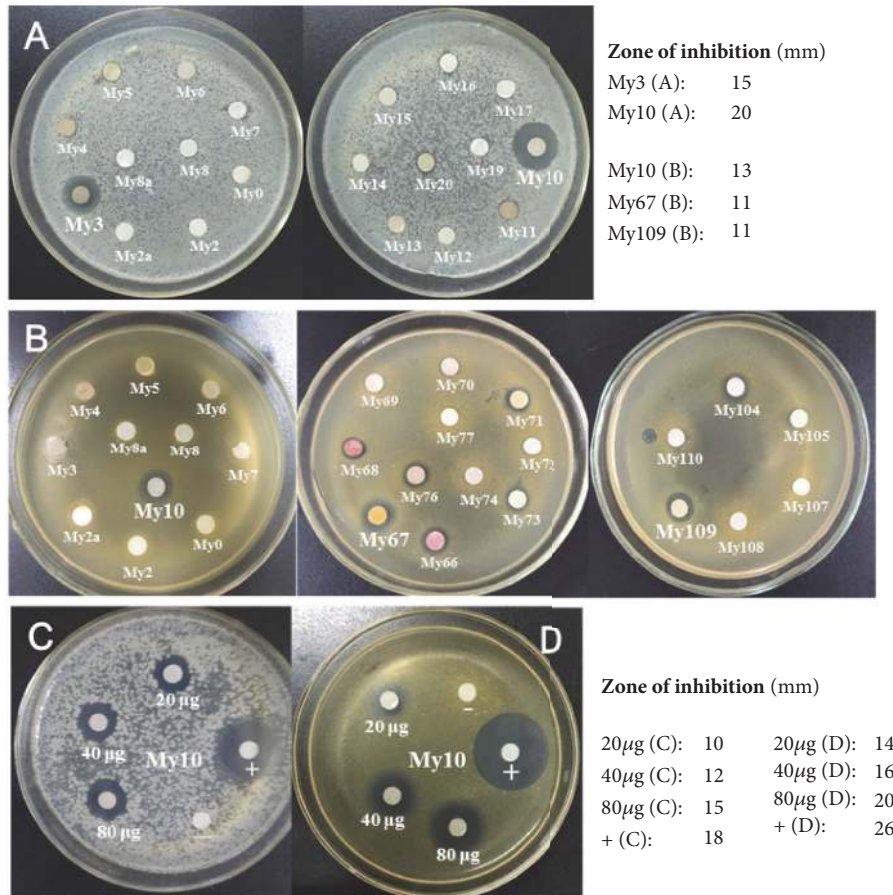 A
My5
My6
My7
My4
My8a
My8
My0
My3
My2a
My2
My16
My15
My17
My14
My20
My19
My10
My13
My12
My11
Zone of inhibition (mm)
My3 (A): 15
My10 (A): 20
My10 (B): 13
My67 (B): 11
My109 (B): 11
B
My5
My4
My6
My3
My8a
My8
My7
My10
My2a
My0
My2
My69
My70
My71
My77
My68
My72
My76
My74
My73
My67
My66
My104
My105
My110
My107
My109
My108
C
20 μg
40 μg
My10
+
80 μg
D
20 μg
-
My10
+
40 μg
80 μg
Zone of inhibition (mm)
20μg (C): 10 20μg (D): 14
40μg (C): 12 40μg (D): 16
80μg (C): 15 80μg (D): 20
+ (C): 18 + (D): 26